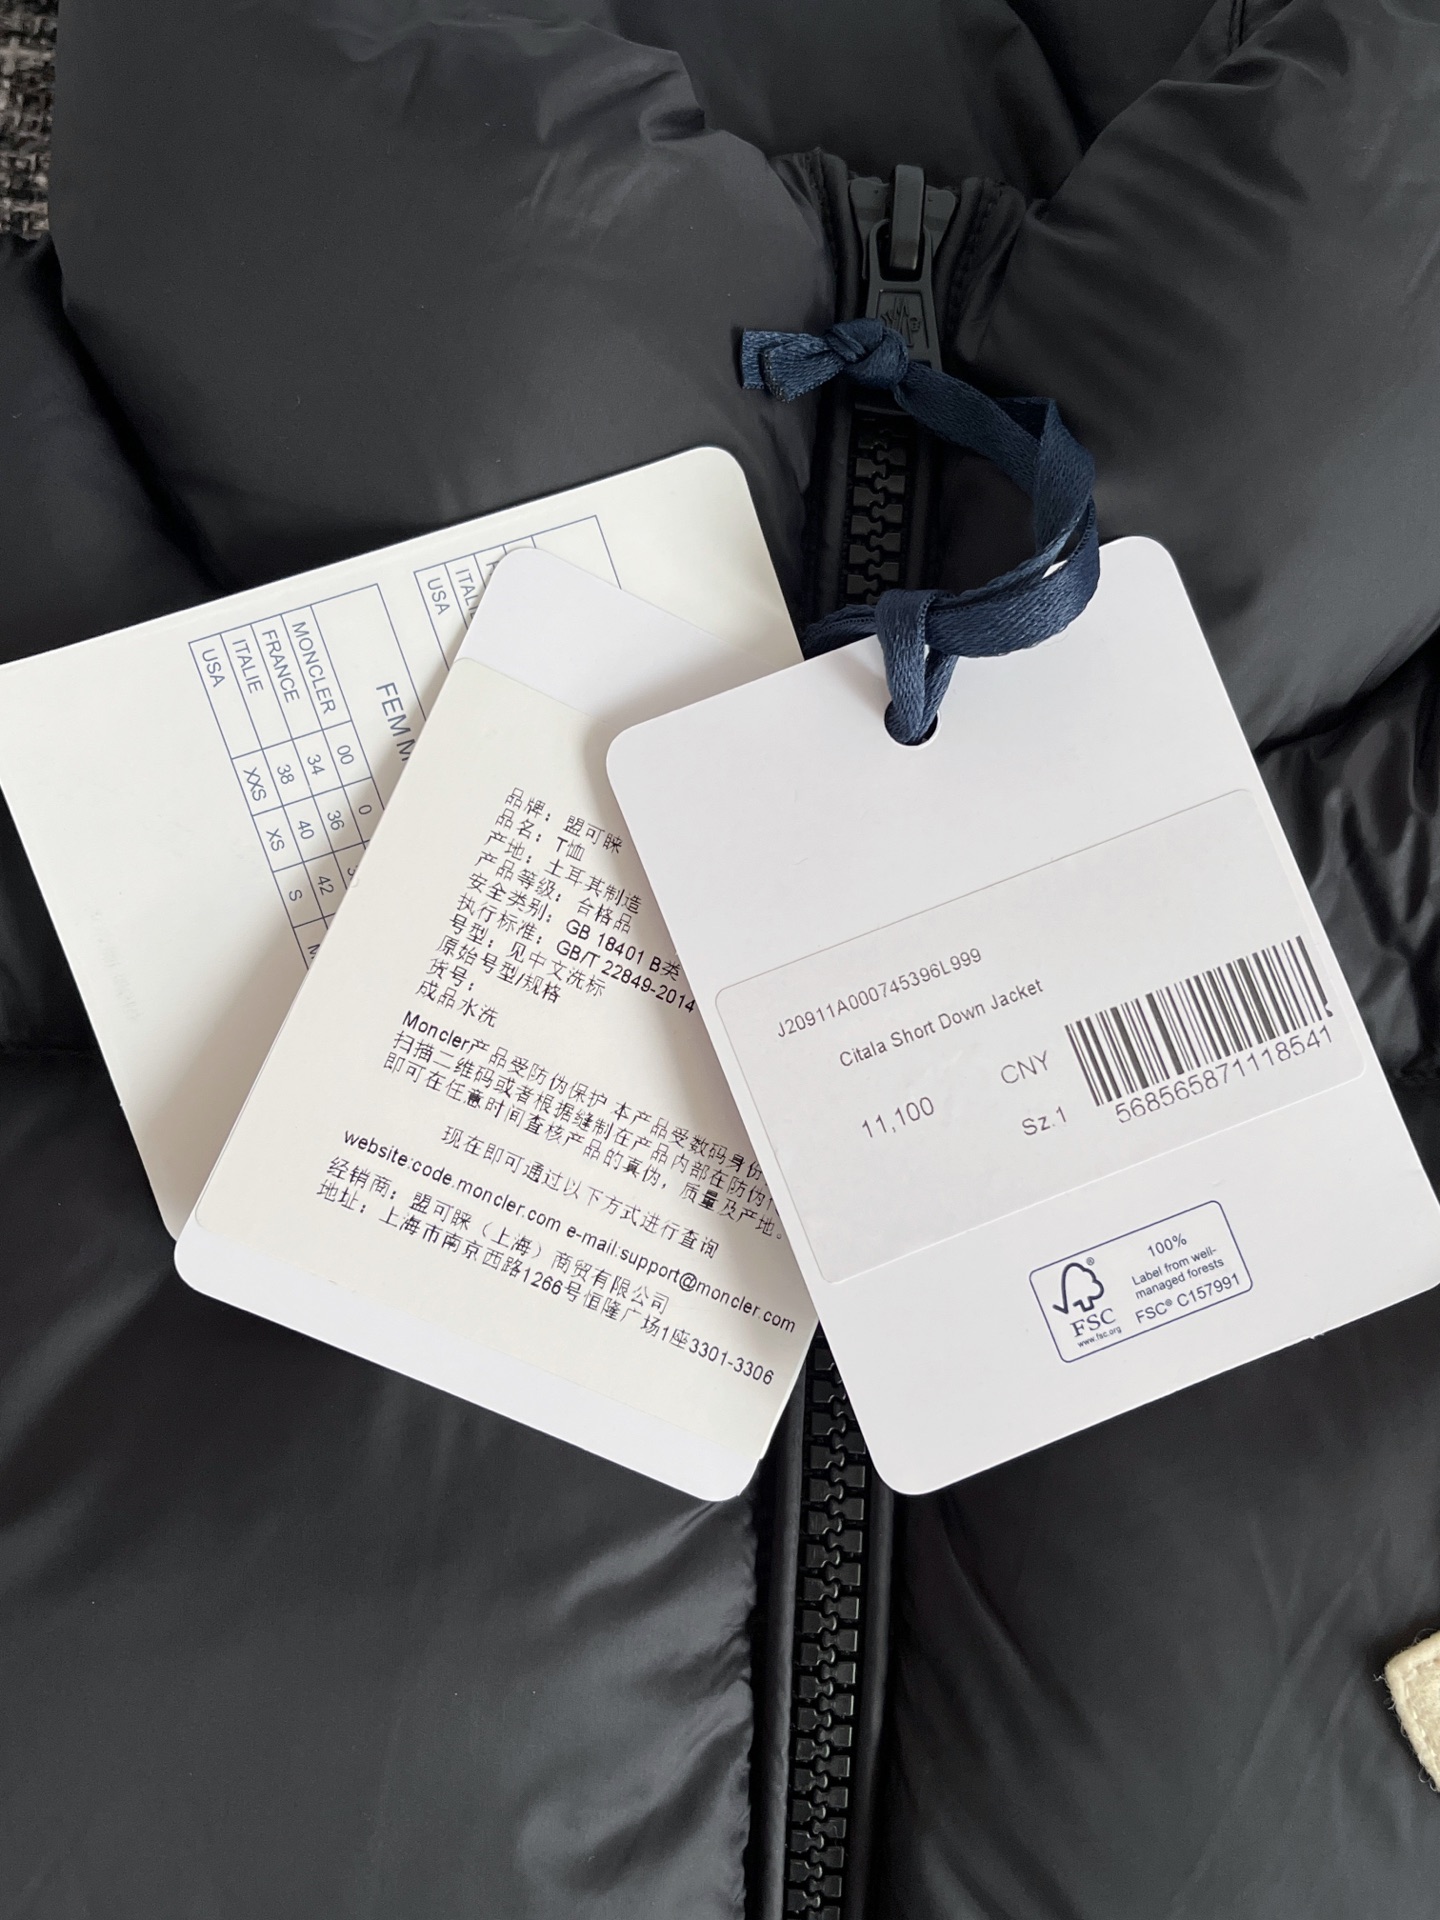 USA
ITALIE
FRANCE
MONCLER
XXS
38
34
00
XS
40
36
0
S
42
FEMM
USA
品牌：盟可睐
品名：T恤
产地：土耳其制造
产品等级：合格品
安全类别：GB 18401 B类
执行标准：GB/T 22849-2014
号型：见中文洗标
原始号型/规格
货号：
成品水洗
Moncler产品受防伪保护 本产品受数码身份
扫描二维码或者根据缝制在产品内部在防伪
即可在任意时间查核产品的真伪，质量及产地。
现在即可通过以下方式进行查询
website:code.moncler.com e-mail:support@moncler.com
经销商：盟可睐（上海）商贸有限公司
地址：上海市南京西路1266号恒隆广场1座3301-3306
J20911A000745396L999
Citala Short Down Jacket
CNY
11,100
Sz.1
568565871118541
FSC®
www.fsc.org
100%
Label from well-
managed forests
FSC® C157991